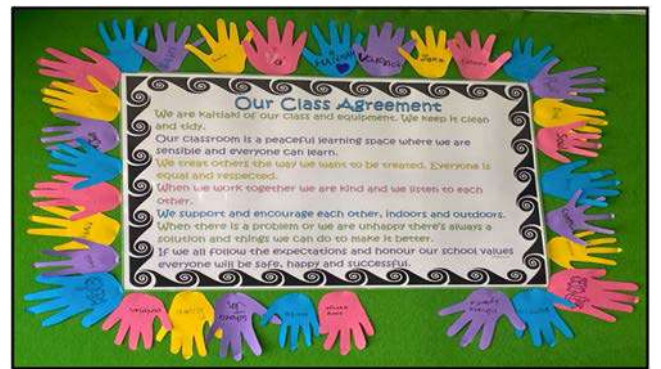 Our Class Agreement
We are kaitiaki of our class and equipment. We keep it clean
and tidy.
Our classroom is a peaceful learning space where we are
sensible and everyone can learn.
We treat others the way we want to be treated. Everyone is
equal and respected.
When we work together we are kind and we listen to each
other.
We support and encourage each other, indoors and outdoors.
When there is a problem or we are unhappy there's always a
solution and things we can do to make it better.
If we all follow the expectations and honour our school values
everyone will be safe, happy and successful.